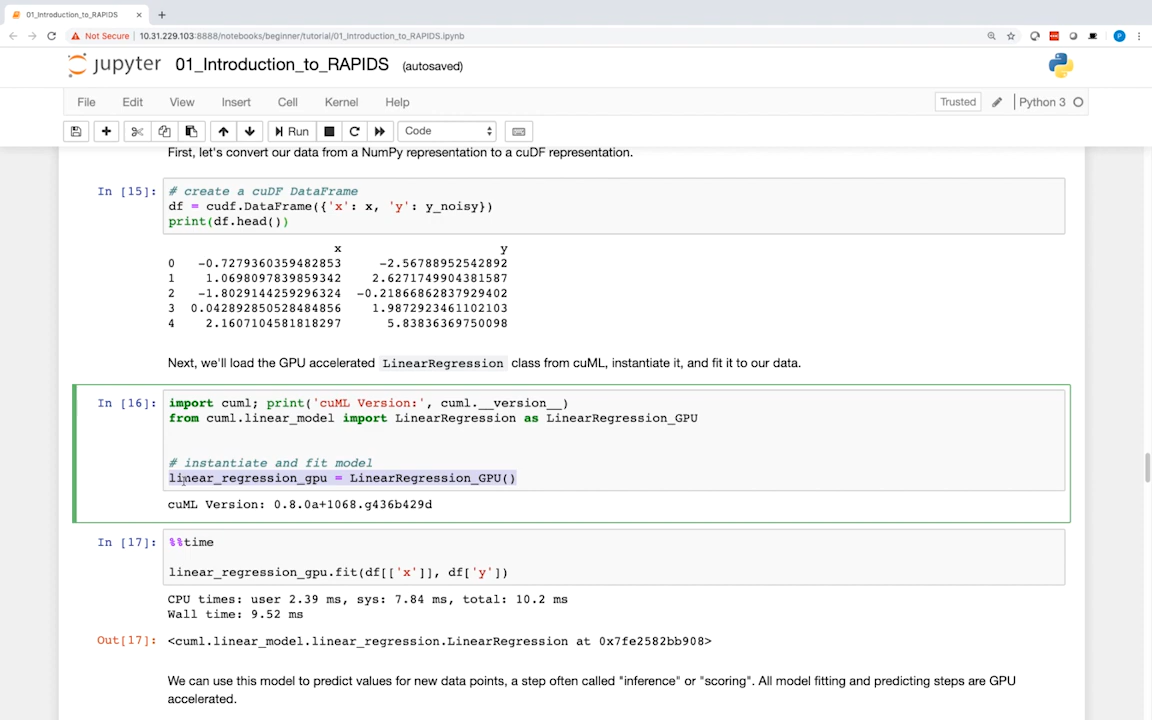 01_Introduction_to_RAPIDS
Not Secure | 10.31.229.103:8888/notebooks/beginner/tutorial/01_Introduction_to_RAPIDS.ipynb
jupyter 01_Introduction_to_RAPIDS (autosaved)
File Edit View Insert Cell Kernel Help Trusted Python 3
Run Code
First, let's convert our data from a NumPy representation to a cuDF representation.
In [15]: # create a cuDF DataFrame
df = cudf.DataFrame({'x': x, 'y': y_noisy})
print(df.head())
x y
0 -0.7279360359482853 -2.56788952542892
1 1.0698097839859342 2.6271749904381587
2 -1.8029144259296324 -0.21866862837929402
3 0.042892850528484856 1.9872923461102103
4 2.1607104581818297 5.83836369750098
Next, we'll load the GPU accelerated LinearRegression class from cuML, instantiate it, and fit it to our data.
In [16]: import cuml; print('cuML Version:', cuml.__version__)
from cuml.linear_model import LinearRegression as LinearRegression_GPU
# instantiate and fit model
linear_regression_gpu = LinearRegression_GPU()
cuML Version: 0.8.0a+1068.g436b429d
In [17]: %%time
linear_regression_gpu.fit(df[['x']], df['y'])
CPU times: user 2.39 ms, sys: 7.84 ms, total: 10.2 ms
Wall time: 9.52 ms
Out[17]: <cuml.linear_model.linear_regression.LinearRegression at 0x7fe2582bb908>
We can use this model to predict values for new data points, a step often called "inference" or "scoring". All model fitting and predicting steps are GPU
accelerated.